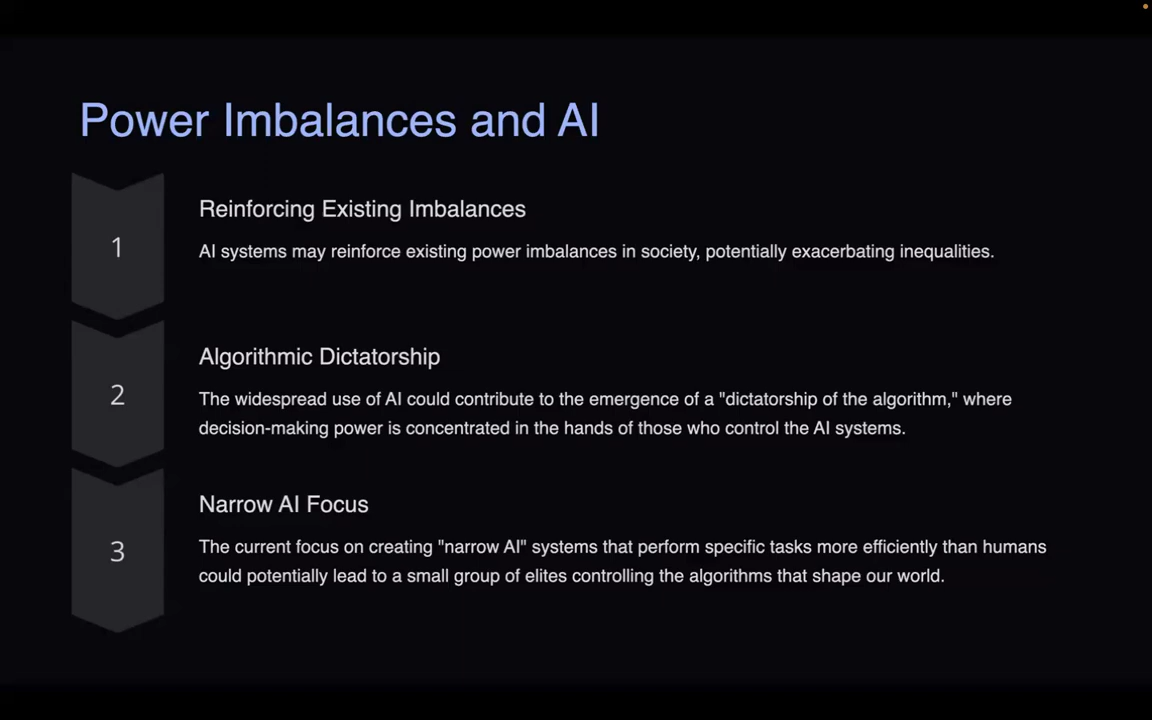 Power Imbalances and AI
1
Reinforcing Existing Imbalances
AI systems may reinforce existing power imbalances in society, potentially exacerbating inequalities.
2
Algorithmic Dictatorship
The widespread use of AI could contribute to the emergence of a "dictatorship of the algorithm," where
decision-making power is concentrated in the hands of those who control the AI systems.
3
Narrow AI Focus
The current focus on creating "narrow AI" systems that perform specific tasks more efficiently than humans
could potentially lead to a small group of elites controlling the algorithms that shape our world.